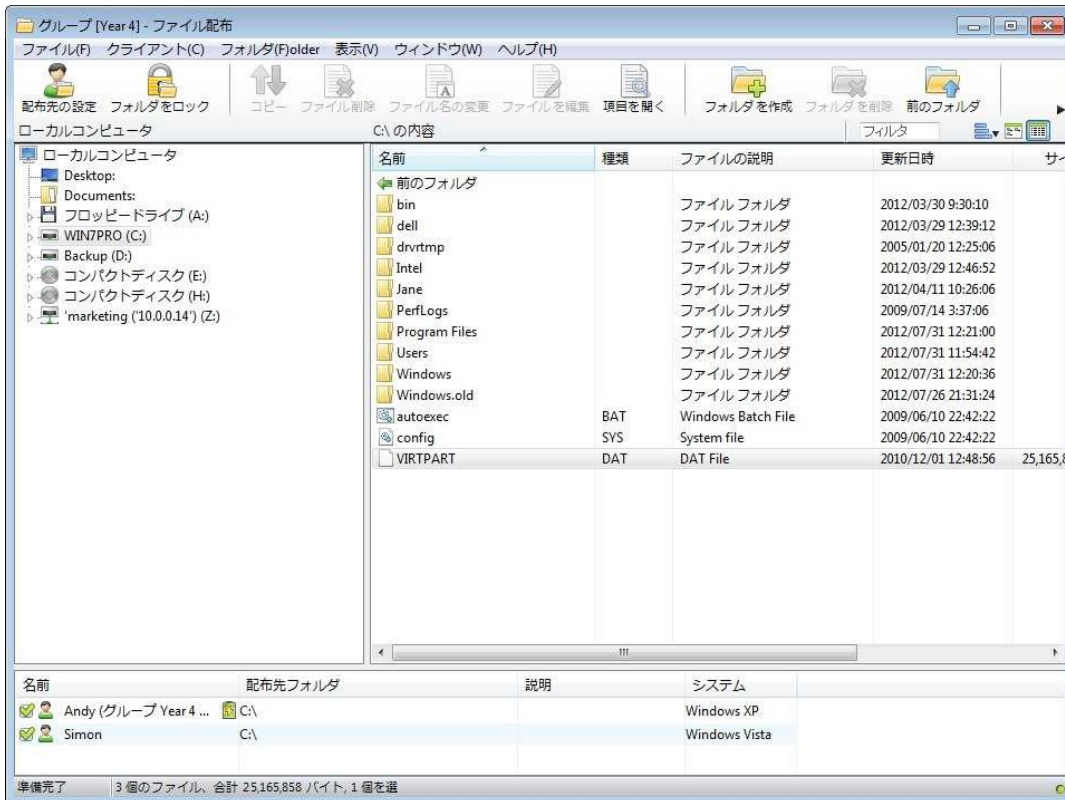 グループ [Year 4] - ファイル配布
ファイル(F) クライアント(C) フォルダ(F)older 表示(V) ウィンドウ(W) ヘルプ(H)
配布先の設定 フォルダをロック コピー ファイル削除 ファイル名の変更 ファイルを編集 項目を開く フォルダを作成 フォルダを削除 前のフォルダ
ローカルコンピュータ C:\ の内容 フィルタ
ローカルコンピュータ
Desktop:
Documents:
フロッピードライブ (A:)
WIN7PRO (C:)
Backup (D:)
コンパクトディスク (E:)
コンパクトディスク (H:)
'marketing ('10.0.0.14') (Z:)
名前 種類 ファイルの説明 更新日時 サイ
前のフォルダ
bin ファイル フォルダ 2012/03/30 9:30:10
dell ファイル フォルダ 2012/03/29 12:39:12
drvrtmp ファイル フォルダ 2005/01/20 12:25:06
Intel ファイル フォルダ 2012/03/29 12:46:52
Jane ファイル フォルダ 2012/04/11 10:26:06
PerfLogs ファイル フォルダ 2009/07/14 3:37:06
Program Files ファイル フォルダ 2012/07/31 12:21:00
Users ファイル フォルダ 2012/07/31 11:54:42
Windows ファイル フォルダ 2012/07/31 12:20:36
Windows.old ファイル フォルダ 2012/07/26 21:31:24
autoexec BAT Windows Batch File 2009/06/10 22:42:22
config SYS System file 2009/06/10 22:42:22
VIRTPART DAT DAT File 2010/12/01 12:48:56 25,165,8
名前 配布先フォルダ 説明 システム
Andy (グループ Year 4 ... C:\ Windows XP
Simon C:\ Windows Vista
準備完了 3 個のファイル、合計 25,165,858 バイト, 1 個を選